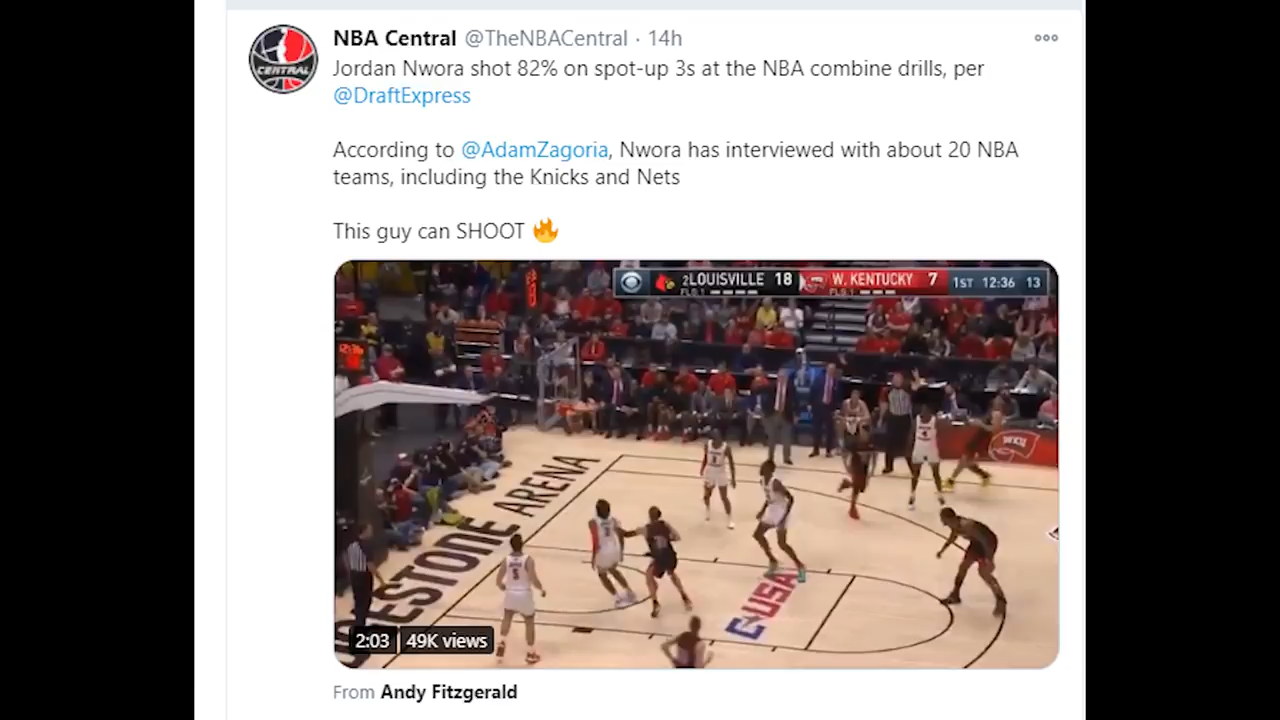 NBA Central @TheNBACentral · 14h
CENTRAL
Jordan Nwora shot 82% on spot-up 3s at the NBA combine drills, per
@DraftExpress
According to @AdamZagoria, Nwora has interviewed with about 20 NBA
teams, including the Knicks and Nets
This guy can SHOOT 🔥
2 LOUISVILLE 18 W. KENTUCKY 7 1ST 12:36 13
WKU
ESTONE ARENA
C-USA
5
2:03 49K views
From Andy Fitzgerald